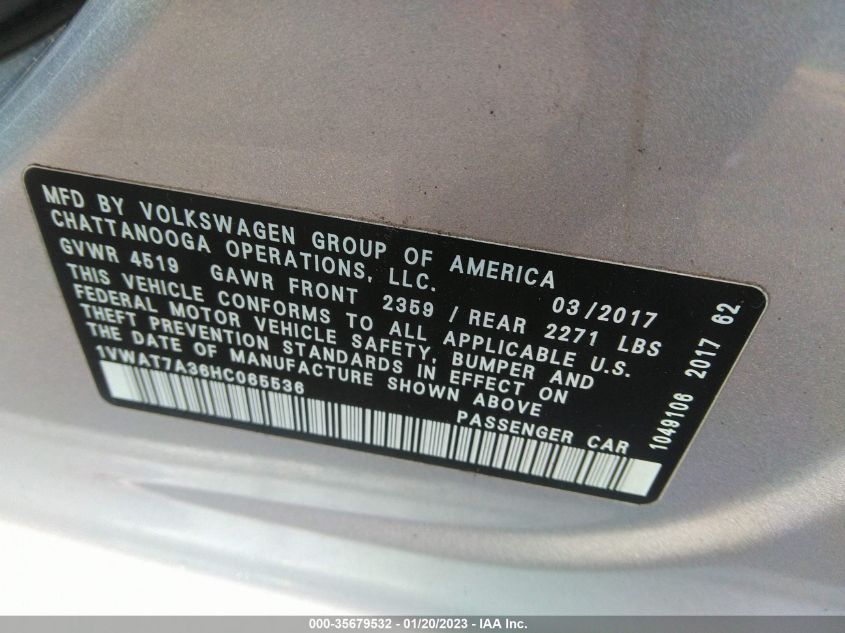 MFD BY VOLKSWAGEN GROUP OF AMERICA
CHATTANOOGA OPERATIONS, LLC. 03/2017
GVWR 4519 GAWR FRONT 2359 / REAR 2271 LBS
THIS VEHICLE CONFORMS TO ALL APPLICABLE U.S.
FEDERAL MOTOR VEHICLE SAFETY, BUMPER AND
THEFT PREVENTION STANDARDS IN EFFECT ON
THE DATE OF MANUFACTURE SHOWN ABOVE
1VWAT7A36HC065536 PASSENGER CAR
1049106 2017 62
000-35679532 - 01/20/2023 - IAAI Inc.